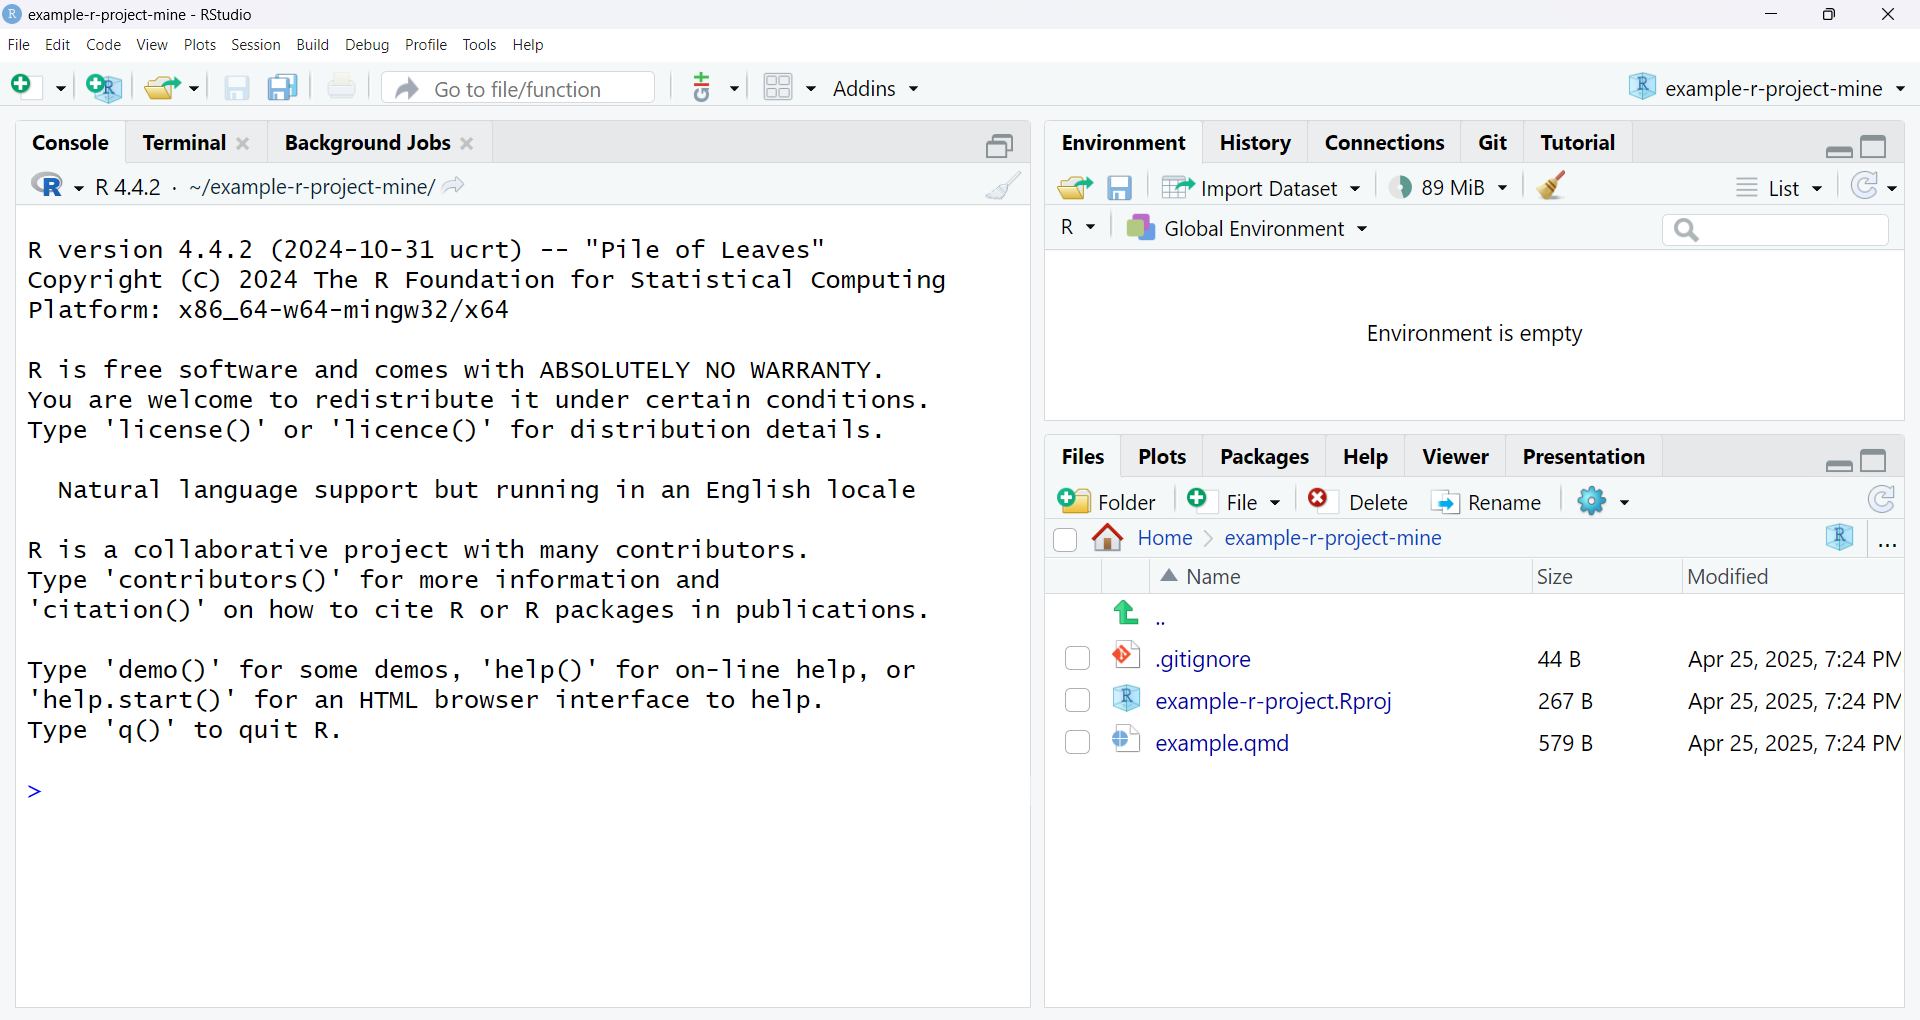 example-r-project-mine - RStudio
File Edit Code View Plots Session Build Debug Profile Tools Help
Go to file/function Addins example-r-project-mine
Console Terminal Background Jobs
R 4.4.2 · ~/example-r-project-mine/
R version 4.4.2 (2024-10-31 ucrt) -- "Pile of Leaves"
Copyright (C) 2024 The R Foundation for Statistical Computing
Platform: x86_64-w64-mingw32/x64
R is free software and comes with ABSOLUTELY NO WARRANTY.
You are welcome to redistribute it under certain conditions.
Type 'license()' or 'licence()' for distribution details.
Natural language support but running in an English locale
R is a collaborative project with many contributors.
Type 'contributors()' for more information and
'citation()' on how to cite R or R packages in publications.
Type 'demo()' for some demos, 'help()' for on-line help, or
'help.start()' for an HTML browser interface to help.
Type 'q()' to quit R.
>
Environment History Connections Git Tutorial
Import Dataset 89 MiB List
R Global Environment
Environment is empty
Files Plots Packages Help Viewer Presentation
Folder File Delete Rename
Home example-r-project-mine ...
Name Size Modified
..
.gitignore 44 B Apr 25, 2025, 7:24 PM
example-r-project.Rproj 267 B Apr 25, 2025, 7:24 PM
example.qmd 579 B Apr 25, 2025, 7:24 PM